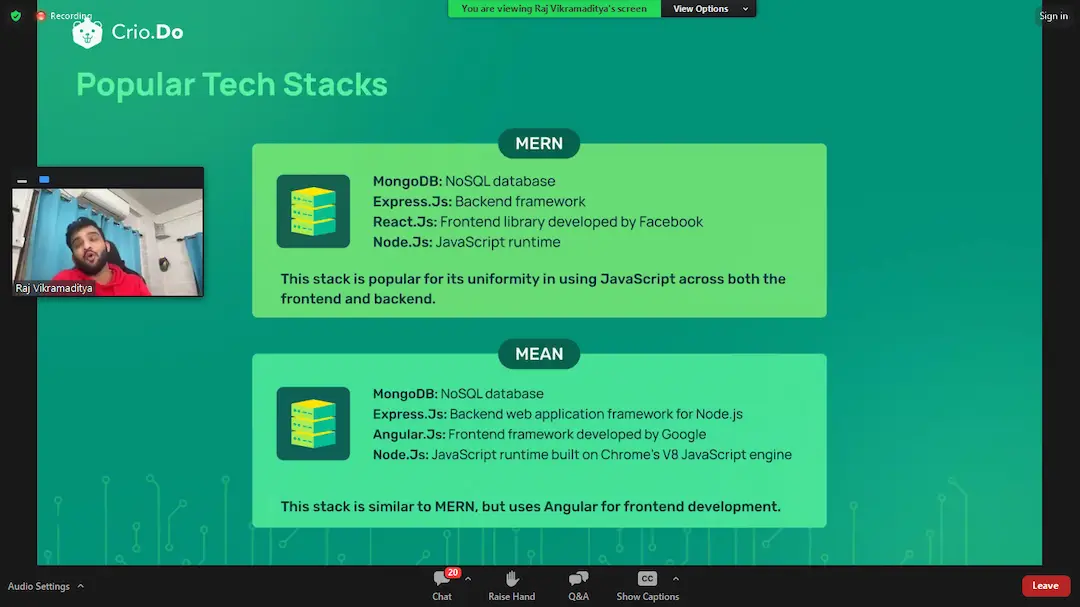 Recording
You are viewing Raj Vikramaditya's screen
View Options
Sign in
Crio.Do
Popular Tech Stacks
MERN
MongoDB: NoSQL database
Express.Js: Backend framework
React.Js: Frontend library developed by Facebook
Node.Js: JavaScript runtime
This stack is popular for its uniformity in using JavaScript across both the
frontend and backend.
Raj Vikramaditya
MEAN
MongoDB: NoSQL database
Express.Js: Backend web application framework for Node.js
Angular.Js: Frontend framework developed by Google
Node.Js: JavaScript runtime built on Chrome's V8 JavaScript engine
This stack is similar to MERN, but uses Angular for frontend development.
Audio Settings
20
Chat
Raise Hand
Q&A
CC
Show Captions
Leave